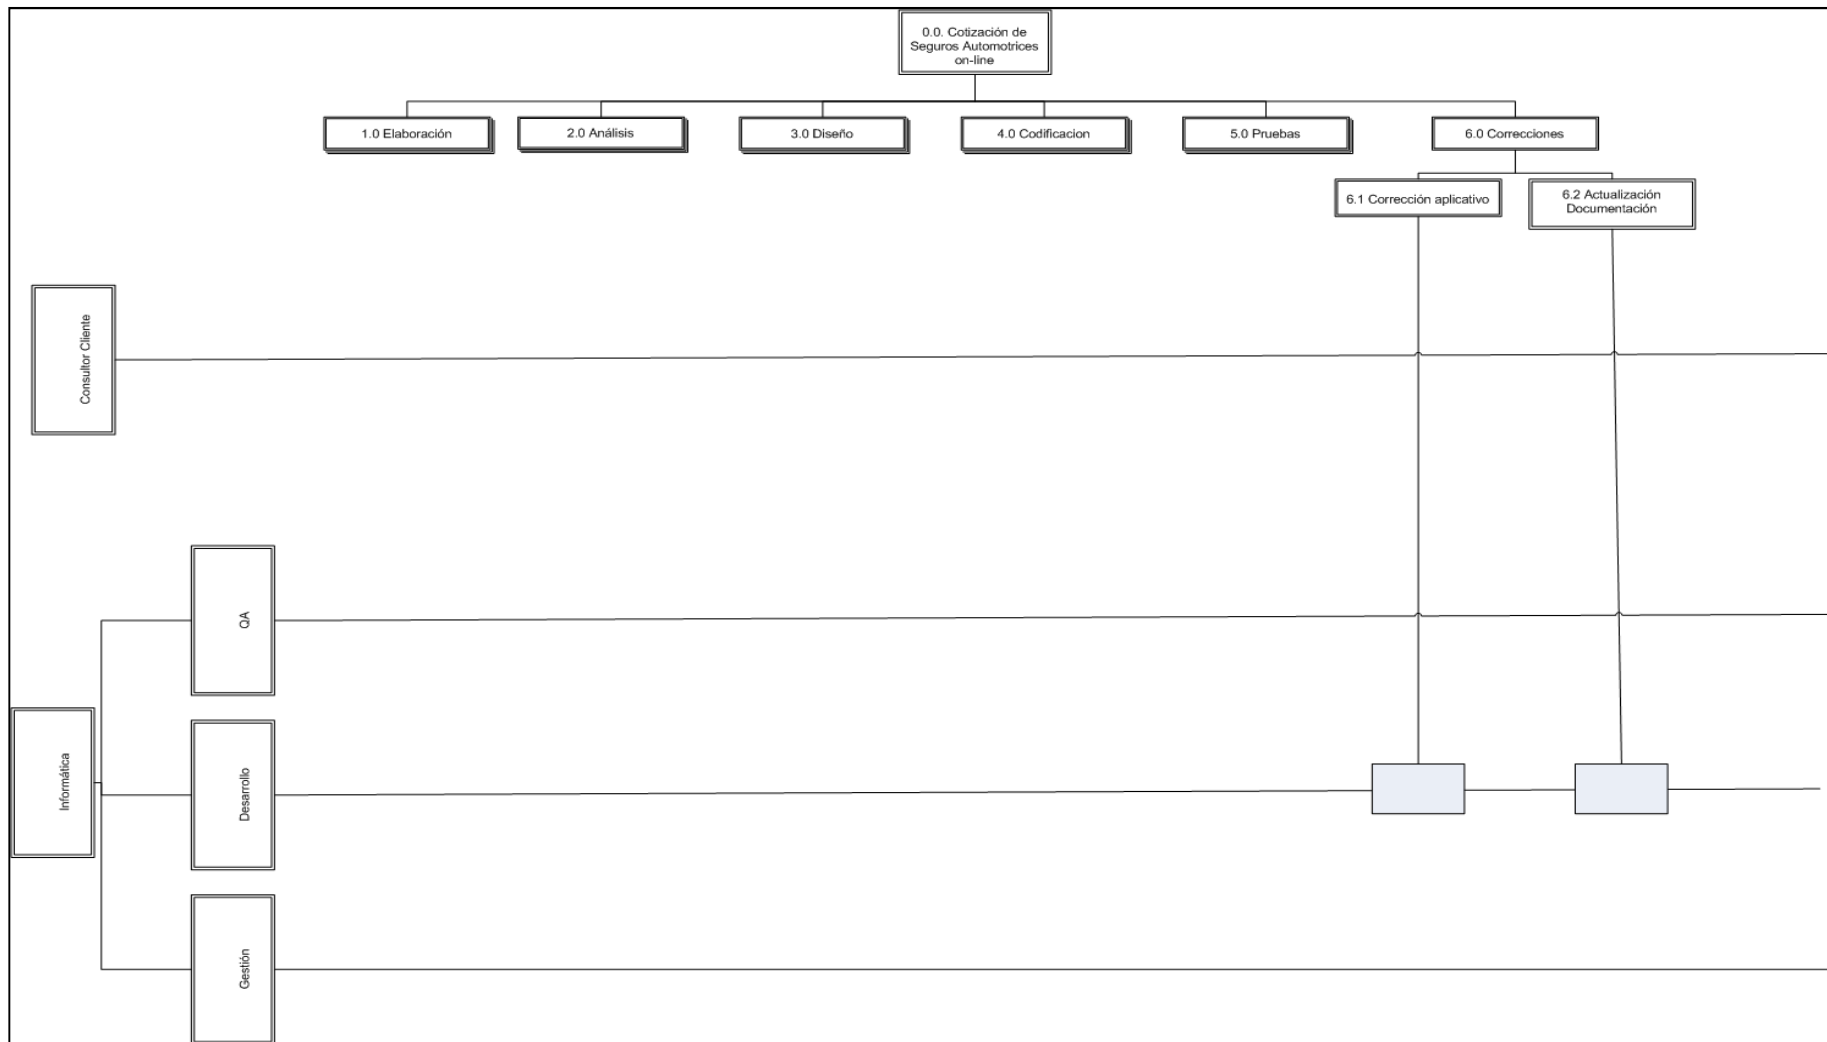 0.0. Cotización de
Seguros Automotrices
on-line
1.0 Elaboración
2.0 Análisis
3.0 Diseño
4.0 Codificacion
5.0 Pruebas
6.0 Correcciones
6.1 Corrección aplicativo
6.2 Actualización
Documentación
Consultor Cliente
QA
Informática
Desarrollo
Gestión